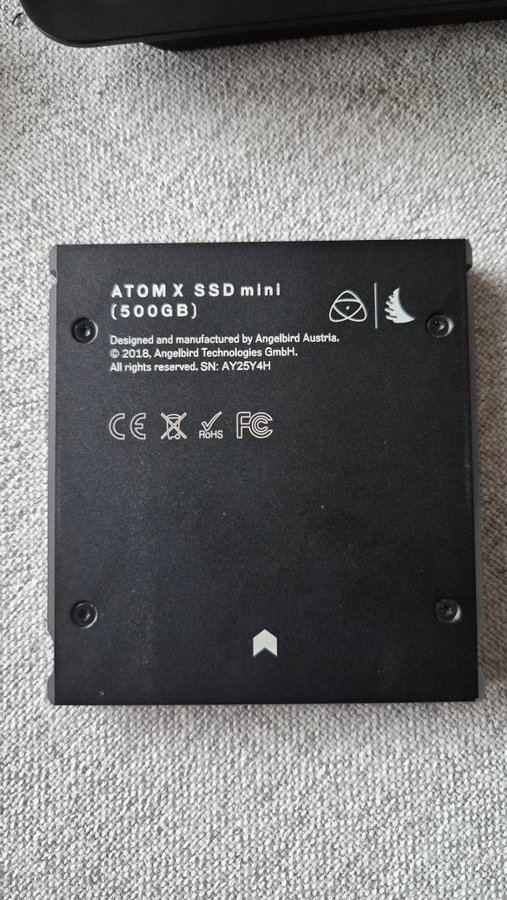 ATOM X SSD mini
(500GB)
Designed and manufactured by Angelbird Austria.
© 2018, Angelbird Technologies GmbH.
All rights reserved. SN: AY25Y4H
CE
RoHS
FC